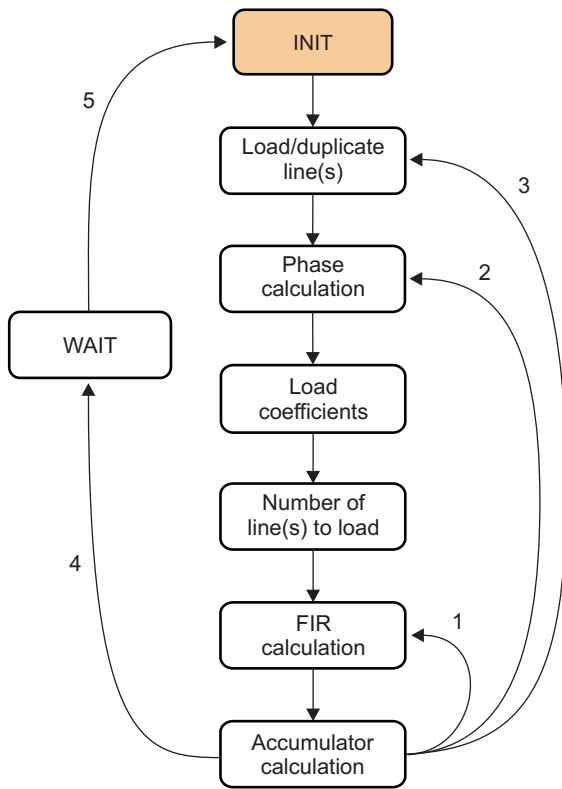 INIT
5
Load/duplicate
line(s)
3
Phase
calculation
2
WAIT
Load
coefficients
Number of
line(s) to load
4
FIR
calculation
1
Accumulator
calculation